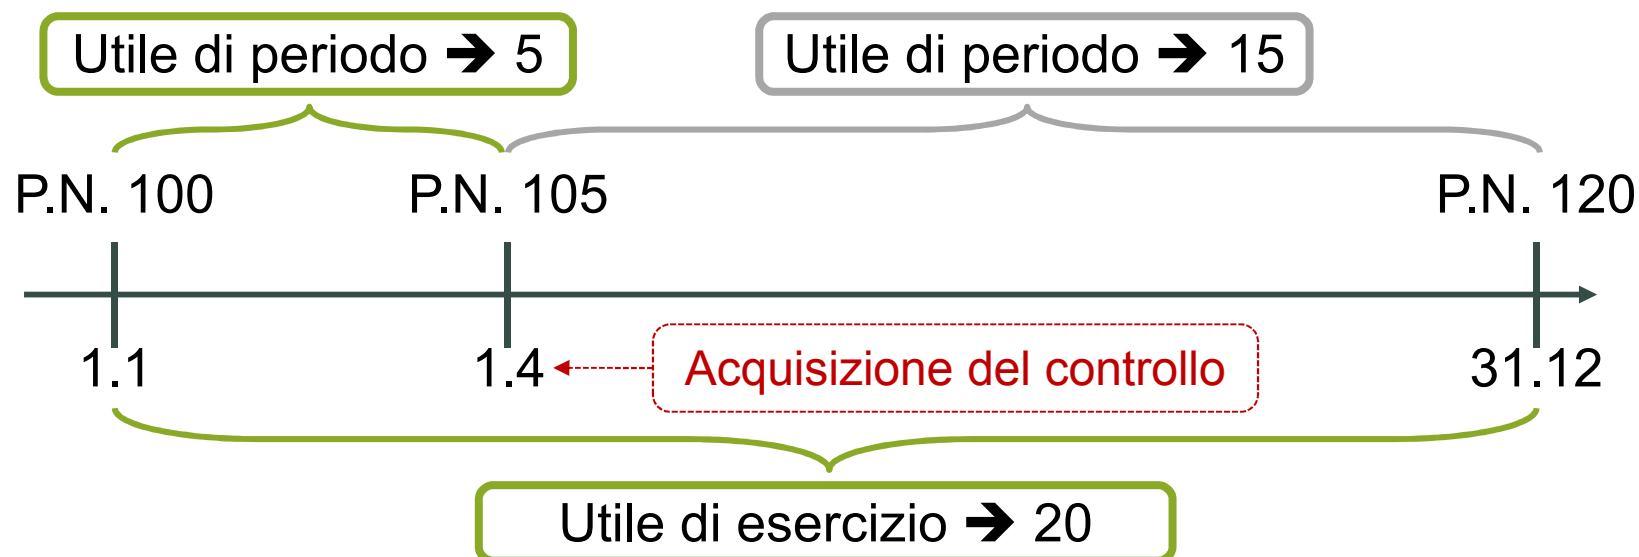 Utile di periodo ➔ 5
Utile di periodo ➔ 15
P.N. 100
P.N. 105
P.N. 120
1.1
1.4
Acquisizione del controllo
31.12
Utile di esercizio ➔ 20